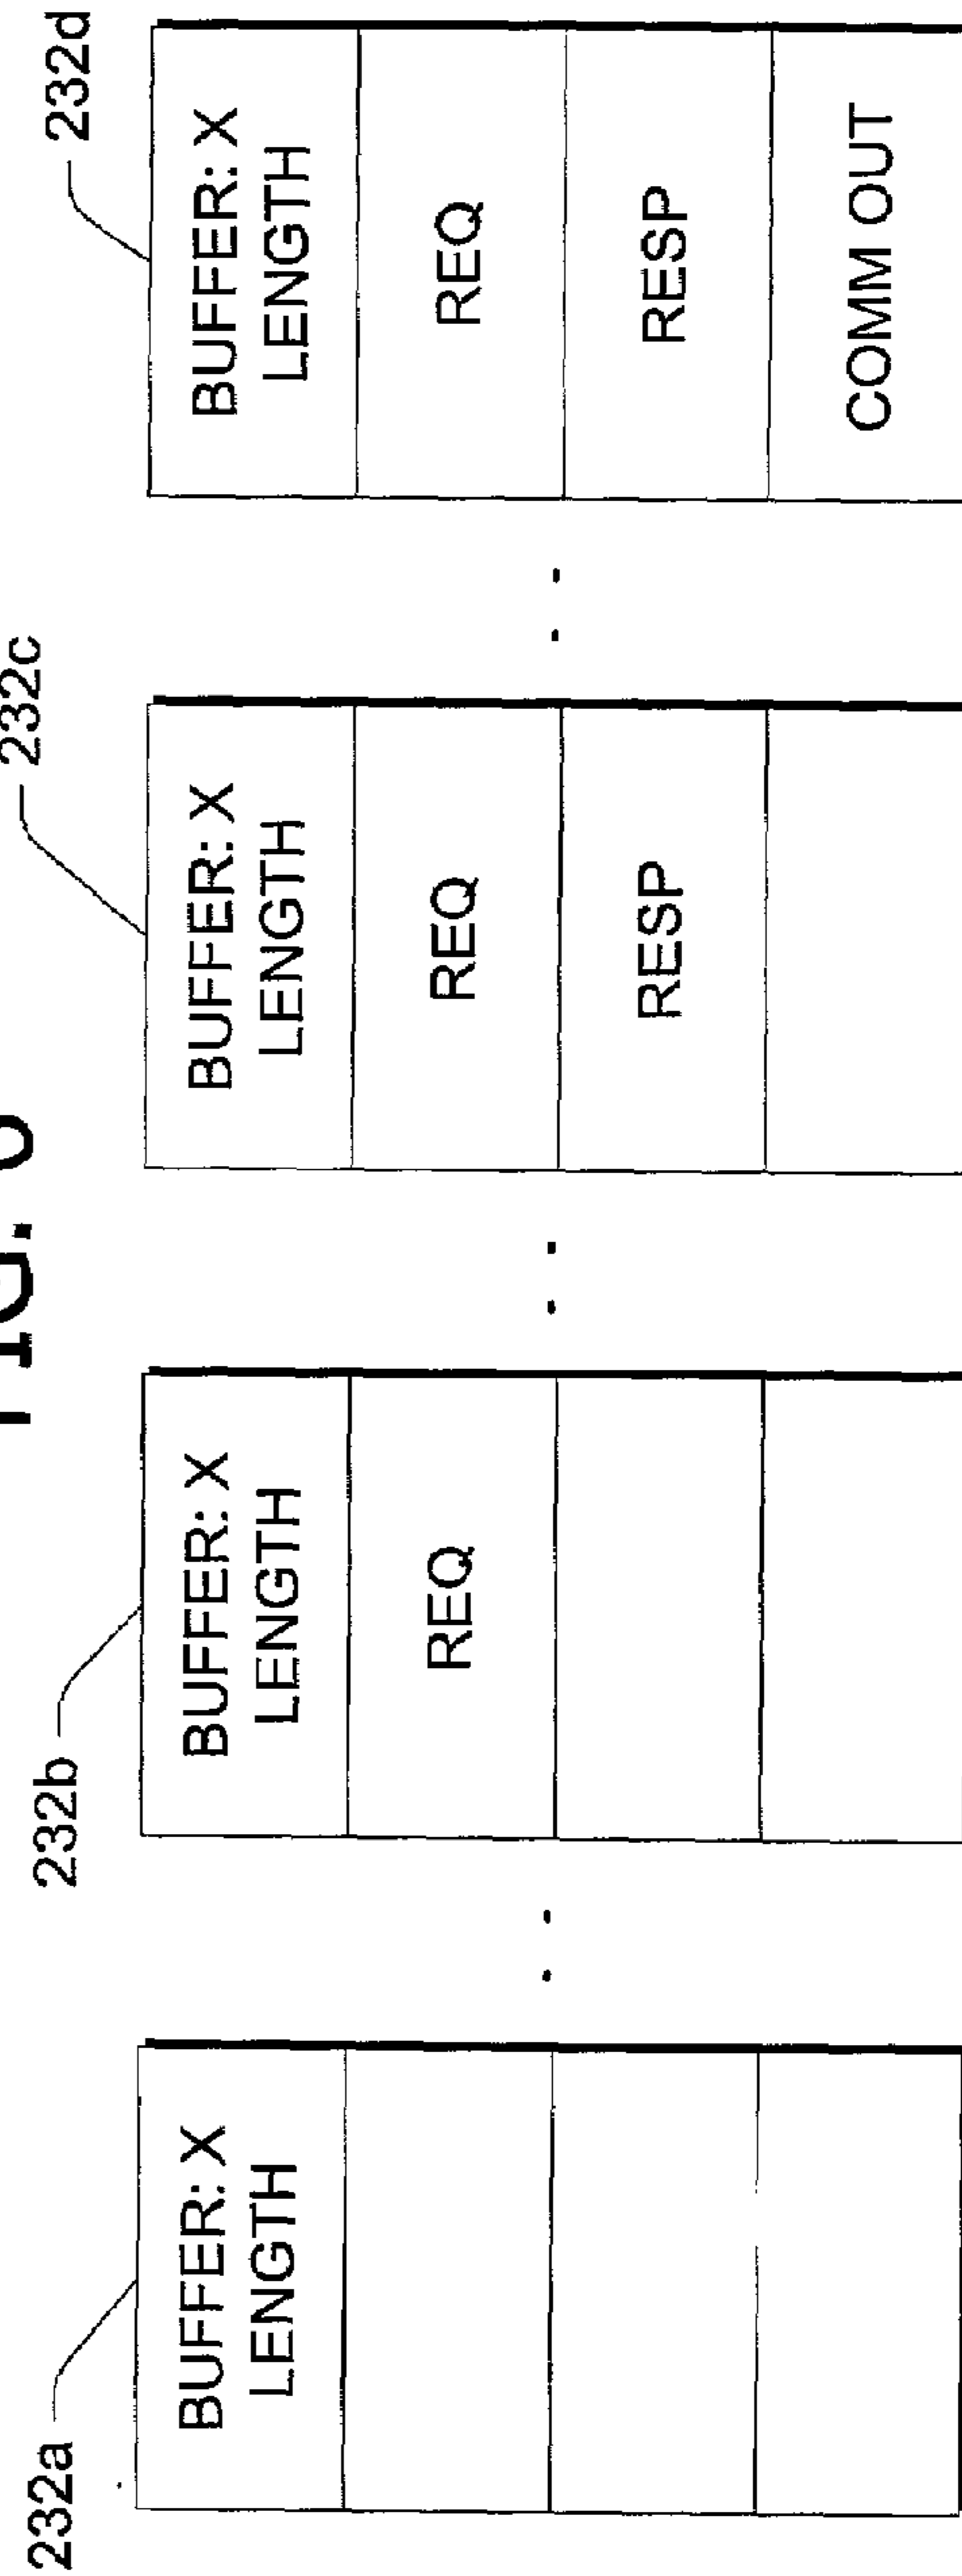 FIG.
232a
232b
232c
232d
BUFFER: X
LENGTH
BUFFER: X
LENGTH
REQ
BUFFER: X
LENGTH
REQ
RESP
BUFFER: X
LENGTH
REQ
RESP
COMM OUT